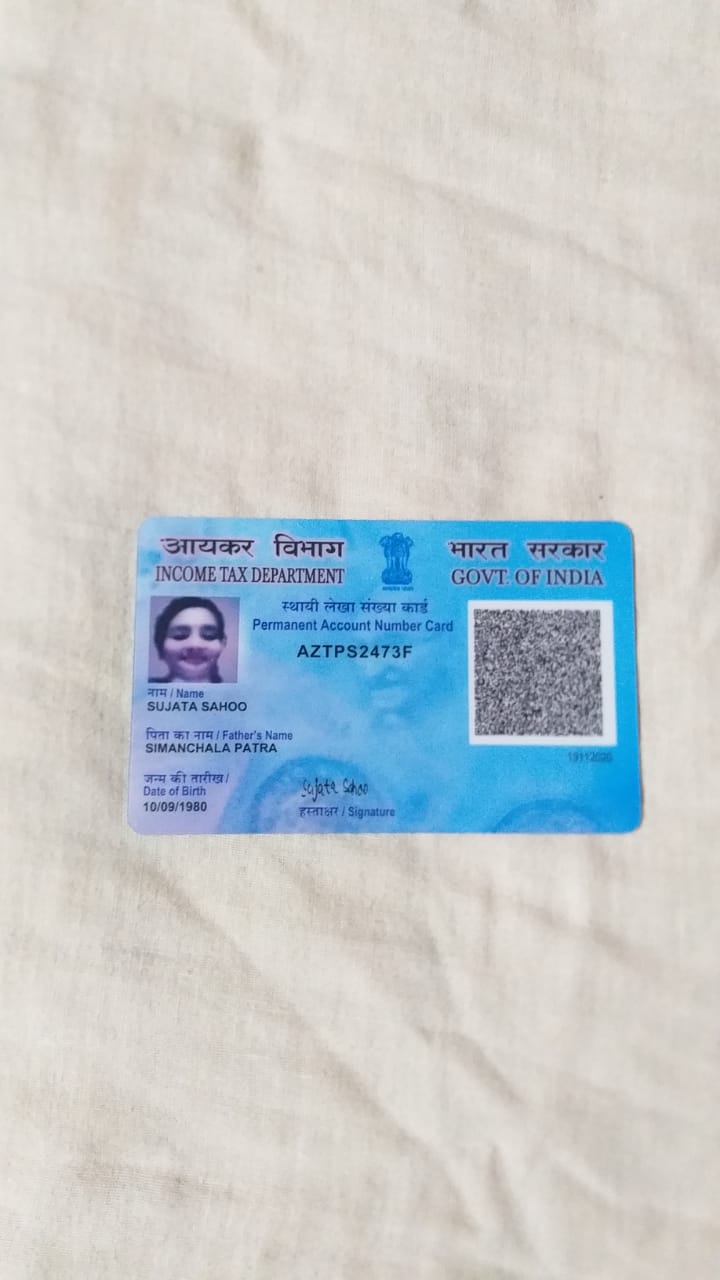 आयकर विभाग
INCOME TAX DEPARTMENT
भारत सरकार
GOVT. OF INDIA
स्थायी लेखा संख्या कार्ड
Permanent Account Number Card
AZTPS2473F
नाम / Name
SUJATA SAHOO
पिता का नाम / Father's Name
SIMANCHALA PATRA
जन्म की तारीख /
Date of Birth
10/09/1980
Sujata Sahoo
हस्ताक्षर / Signature
19112020